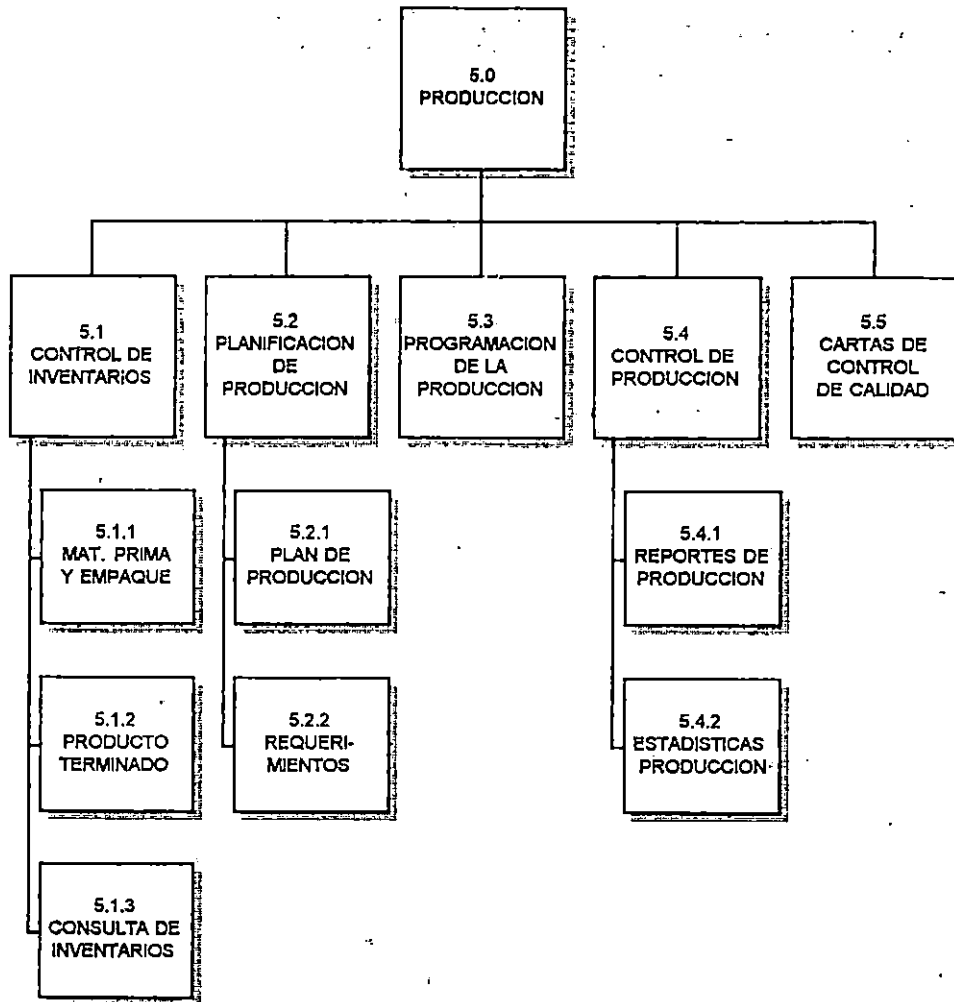 5.0
PRODUCCION
5.1
CONTROL DE
INVENTARIOS
5.2
PLANIFICACION
DE
PRODUCCION
5.3
PROGRAMACION
DE LA
PRODUCCION
5.4
CONTROL DE
PRODUCCION
5.5
CARTAS DE
CONTROL
DE CALIDAD
5.1.1
MAT. PRIMA
Y EMPAQUE
5.2.1
PLAN DE
PRODUCCION
5.4.1
REPORTES DE
PRODUCCION
5.1.2
PRODUCTO
TERMINADO
5.2.2
REQUERI-
MIENTOS
5.4.2
ESTADISTICAS
PRODUCCION
5.1.3
CONSULTA DE
INVENTARIOS